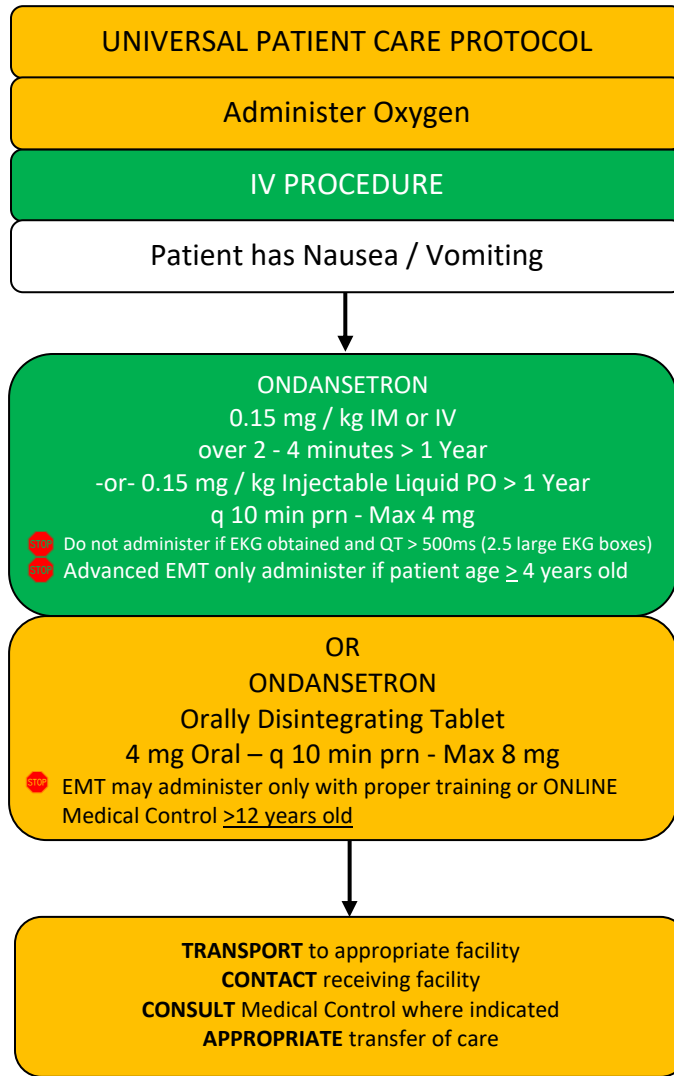 UNIVERSAL PATIENT CARE PROTOCOL
Administer Oxygen
IV PROCEDURE
Patient has Nausea / Vomiting
ONDANSETRON
0.15 mg / kg IM or IV
over 2 - 4 minutes > 1 Year
-or- 0.15 mg / kg Injectable Liquid PO > 1 Year
q 10 min prn - Max 4 mg
STOP Do not administer if EKG obtained and QT > 500ms (2.5 large EKG boxes)
STOP Advanced EMT only administer if patient age ≥ 4 years old
OR
ONDANSETRON
Orally Disintegrating Tablet
4 mg Oral – q 10 min prn - Max 8 mg
STOP EMT may administer only with proper training or ONLINE
Medical Control >12 years old
TRANSPORT to appropriate facility
CONTACT receiving facility
CONSULT Medical Control where indicated
APPROPRIATE transfer of care